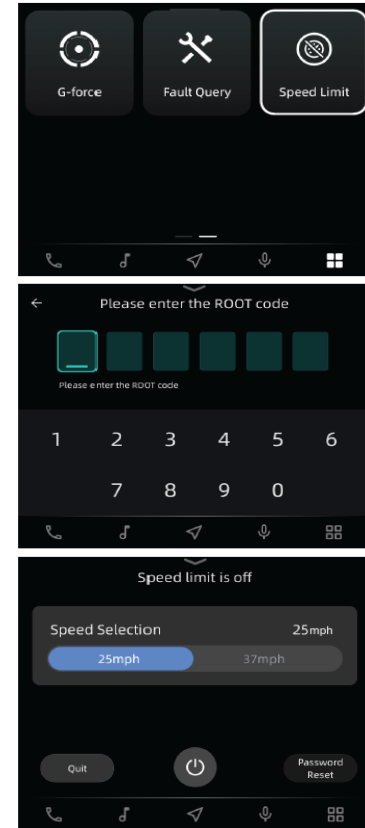 G-force
Fault Query
Speed Limit
Please enter the ROOT code
Please enter the ROOT code
1 2 3 4 5 6
7 8 9 0
Speed limit is off
Speed Selection 25mph
25mph 37mph
Quit
Password
Reset